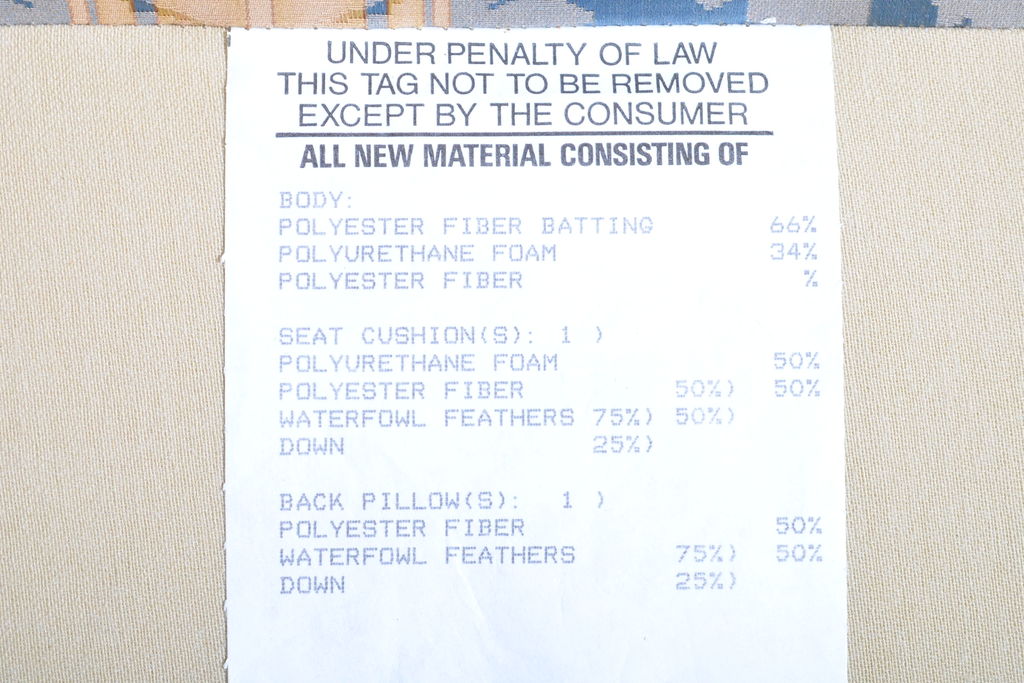 UNDER PENALTY OF LAW
THIS TAG NOT TO BE REMOVED
EXCEPT BY THE CONSUMER
ALL NEW MATERIAL CONSISTING OF
BODY:
POLYESTER FIBER BATTING 66%
POLYURETHANE FOAM 34%
POLYESTER FIBER %
SEAT CUSHION(S): 1 )
POLYURETHANE FOAM 50%
POLYESTER FIBER 50%) 50%
WATERFOWL FEATHERS 75%) 50%)
DOWN 25%)
BACK PILLOW(S): 1 )
POLYESTER FIBER 50%
WATERFOWL FEATHERS 75%) 50%
DOWN 25%)